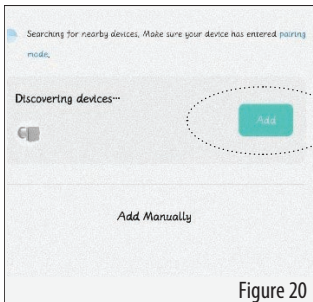 Searching for nearby devices. Make sure your device has entered pairing
mode.
Discovering devices...
Add
Add Manually
Figure 20